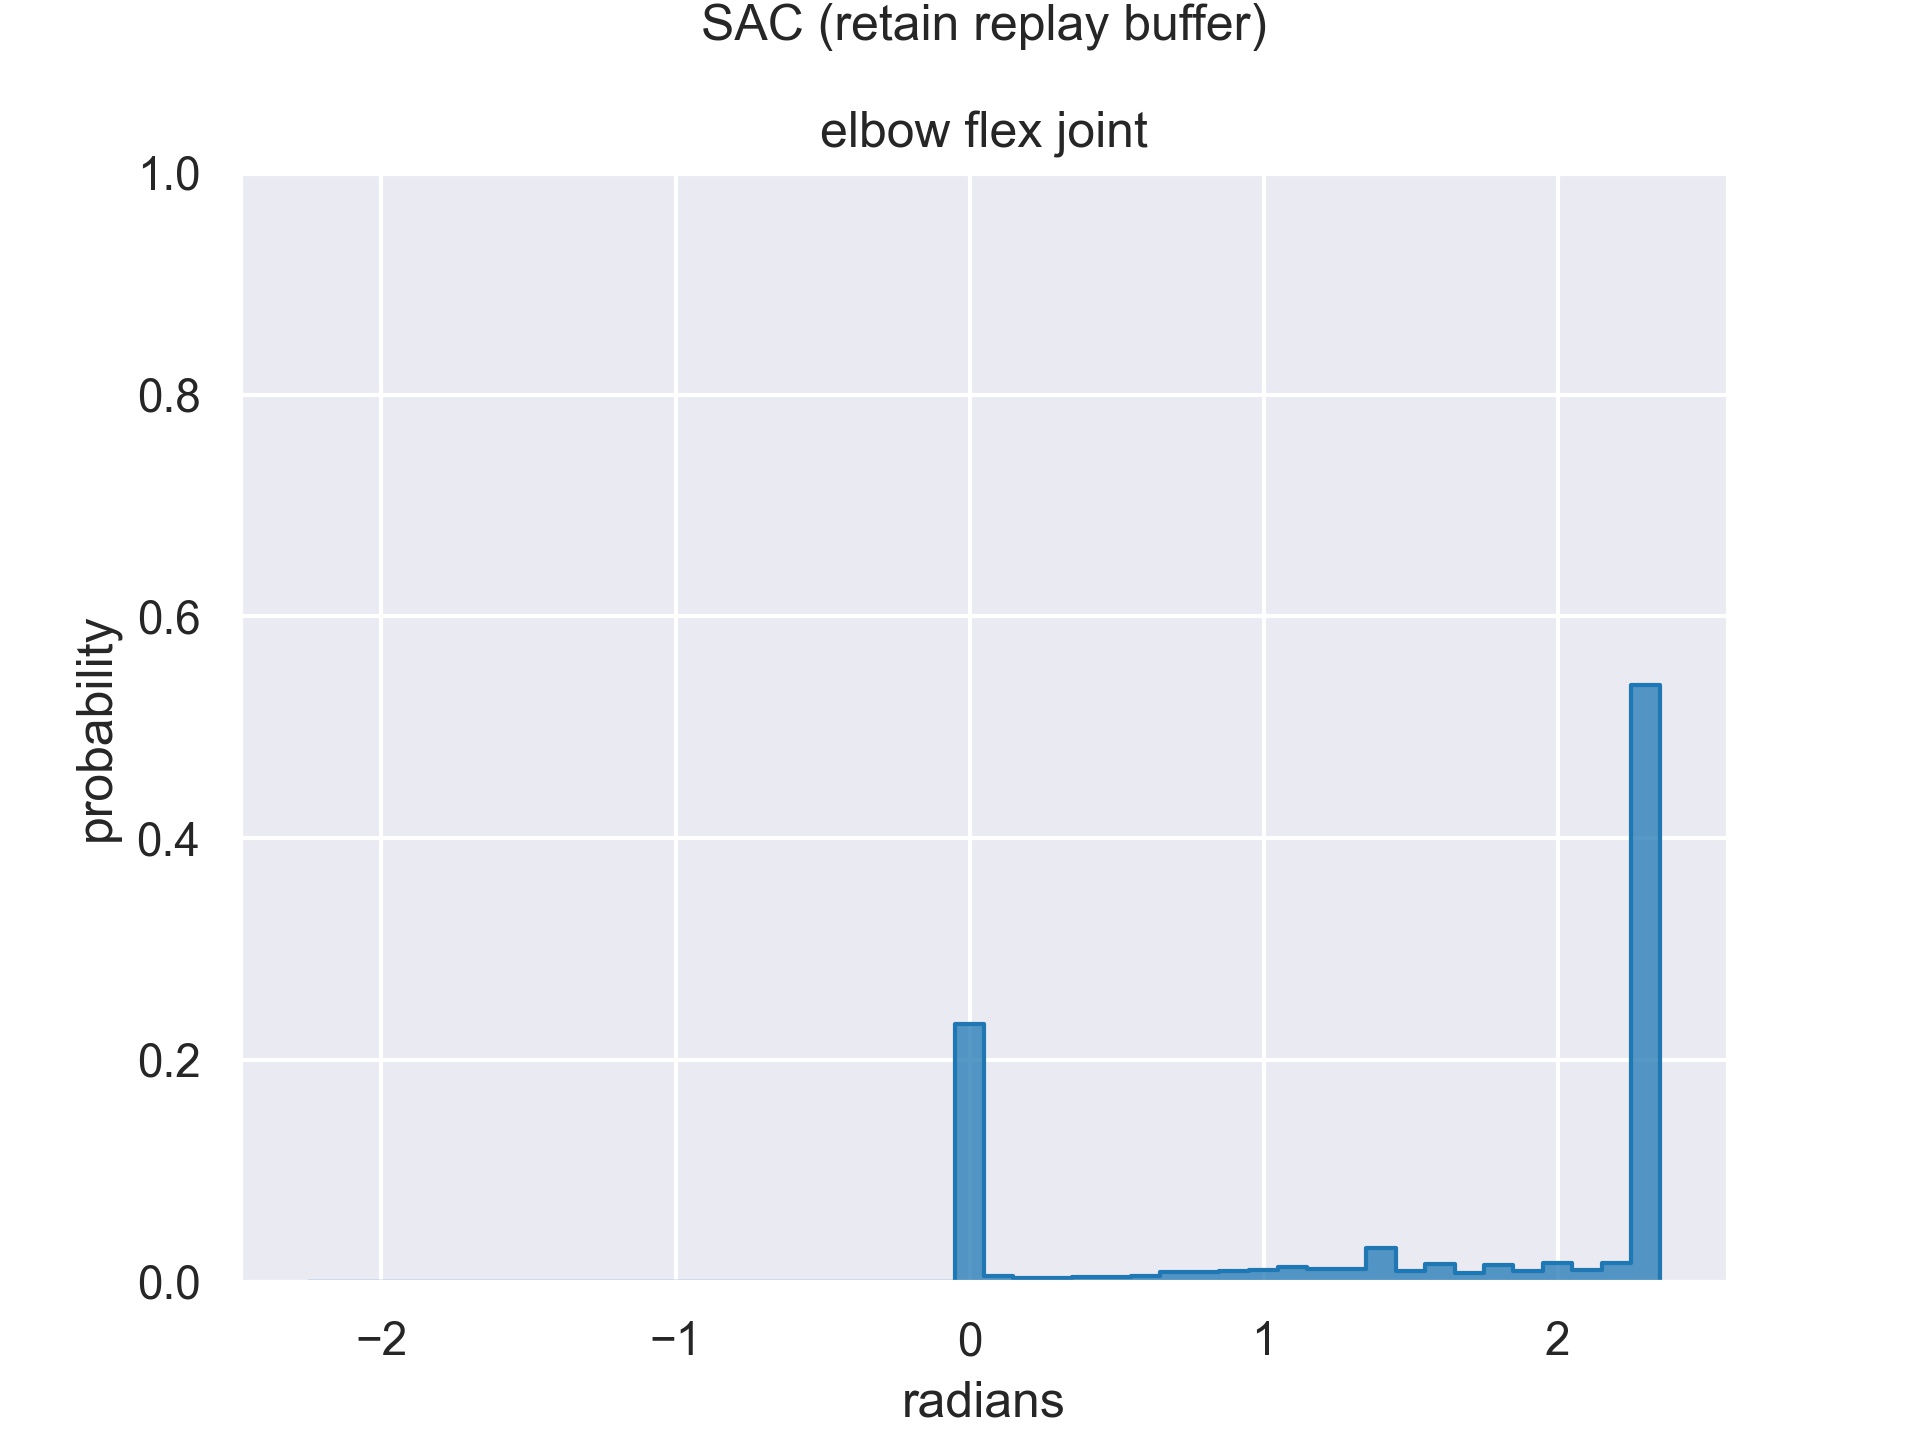 SAC (retain replay buffer)
elbow flex joint
1.0
0.8
0.6
0.4
0.2
0.0
probability
−2
−1
0
1
2
radians